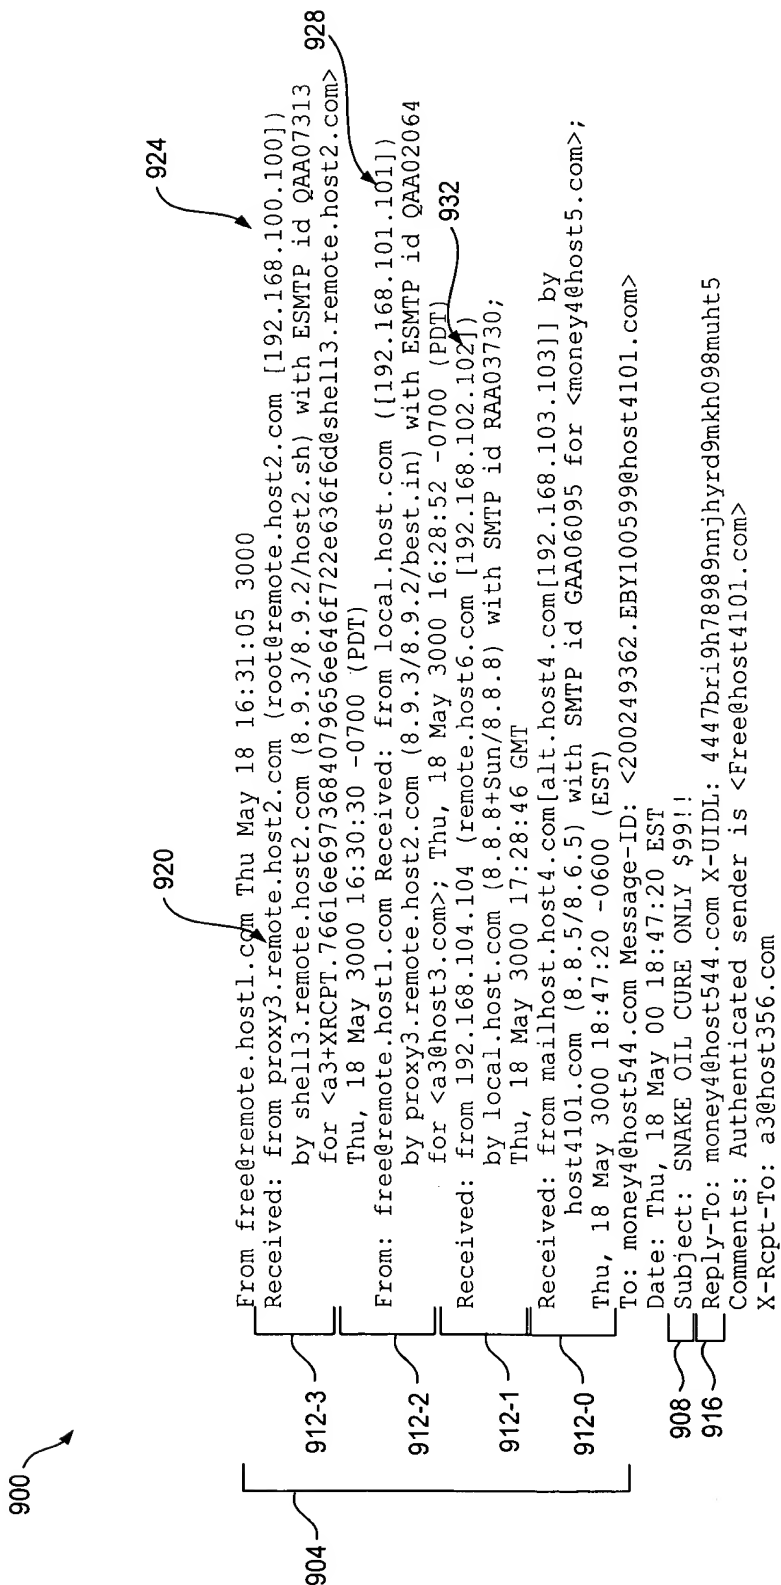 900
904
912-3
912-2
912-1
912-0
908
916
920
924
928
932
From free@remote.host1.com Thu May 18 16:31:05 3000
Received: from proxy3.remote.host2.com (root@remote.host2.com [192.168.100.100])
by shell3.remote.host2.com (8.9.3/8.9.2/host2.sh) with ESMTP id QAA07313
for <a3+XRCPT.76616e6973684079656e646f722e636f6d@shell3.remote.host2.com>
Thu, 18 May 3000 16:30:30 -0700 (PDT)
From: free@remote.host1.com Received: from local.host.com ([192.168.101.101])
by proxy3.remote.host2.com (8.9.3/8.9.2/best.in) with ESMTP id QAA02064
for <a3@host3.com>; Thu, 18 May 3000 16:28:52 -0700 (PDT)
Received: from 192.168.104.104 (remote.host6.com [192.168.102.102])
by local.host.com (8.8.8+Sun/8.8.8) with SMTP id RAA03730;
Thu, 18 May 3000 17:28:46 GMT
Received: from mailhost.host4.com[alt.host4.com[192.168.103.103]] by
host4101.com (8.8.5/8.6.5) with SMTP id GAA06095 for <money4@host5.com>;
Thu, 18 May 3000 18:47:20 -0600 (EST)
To: money4@host544.com Message-ID: <200249362.EBY100599@host4101.com>
Date: Thu, 18 May 00 18:47:20 EST
Subject: SNAKE OIL CURE ONLY $99!!
Reply-To: money4@host544.com X-UIDL: 4447bri9h78989nnjhyrd9mkh098muht5
Comments: Authenticated sender is <Free@host4101.com>
X-Rcpt-To: a3@host356.com